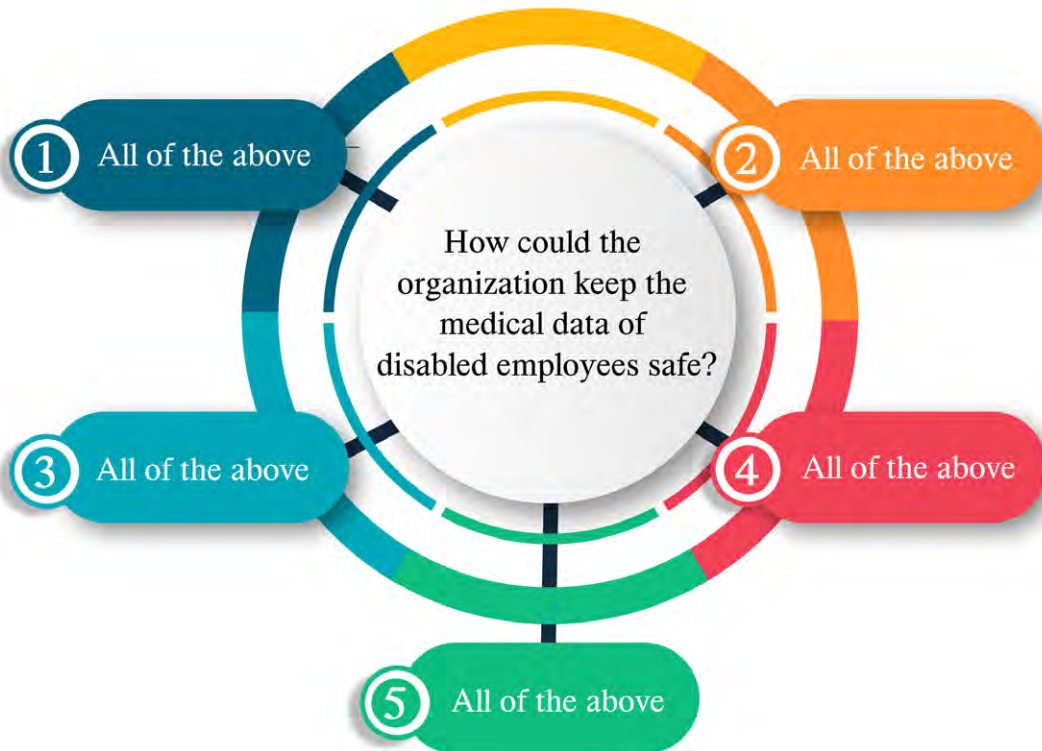 1 All of the above
2 All of the above
How could the
organization keep the
medical data of
disabled employees safe?
3 All of the above
4 All of the above
5 All of the above